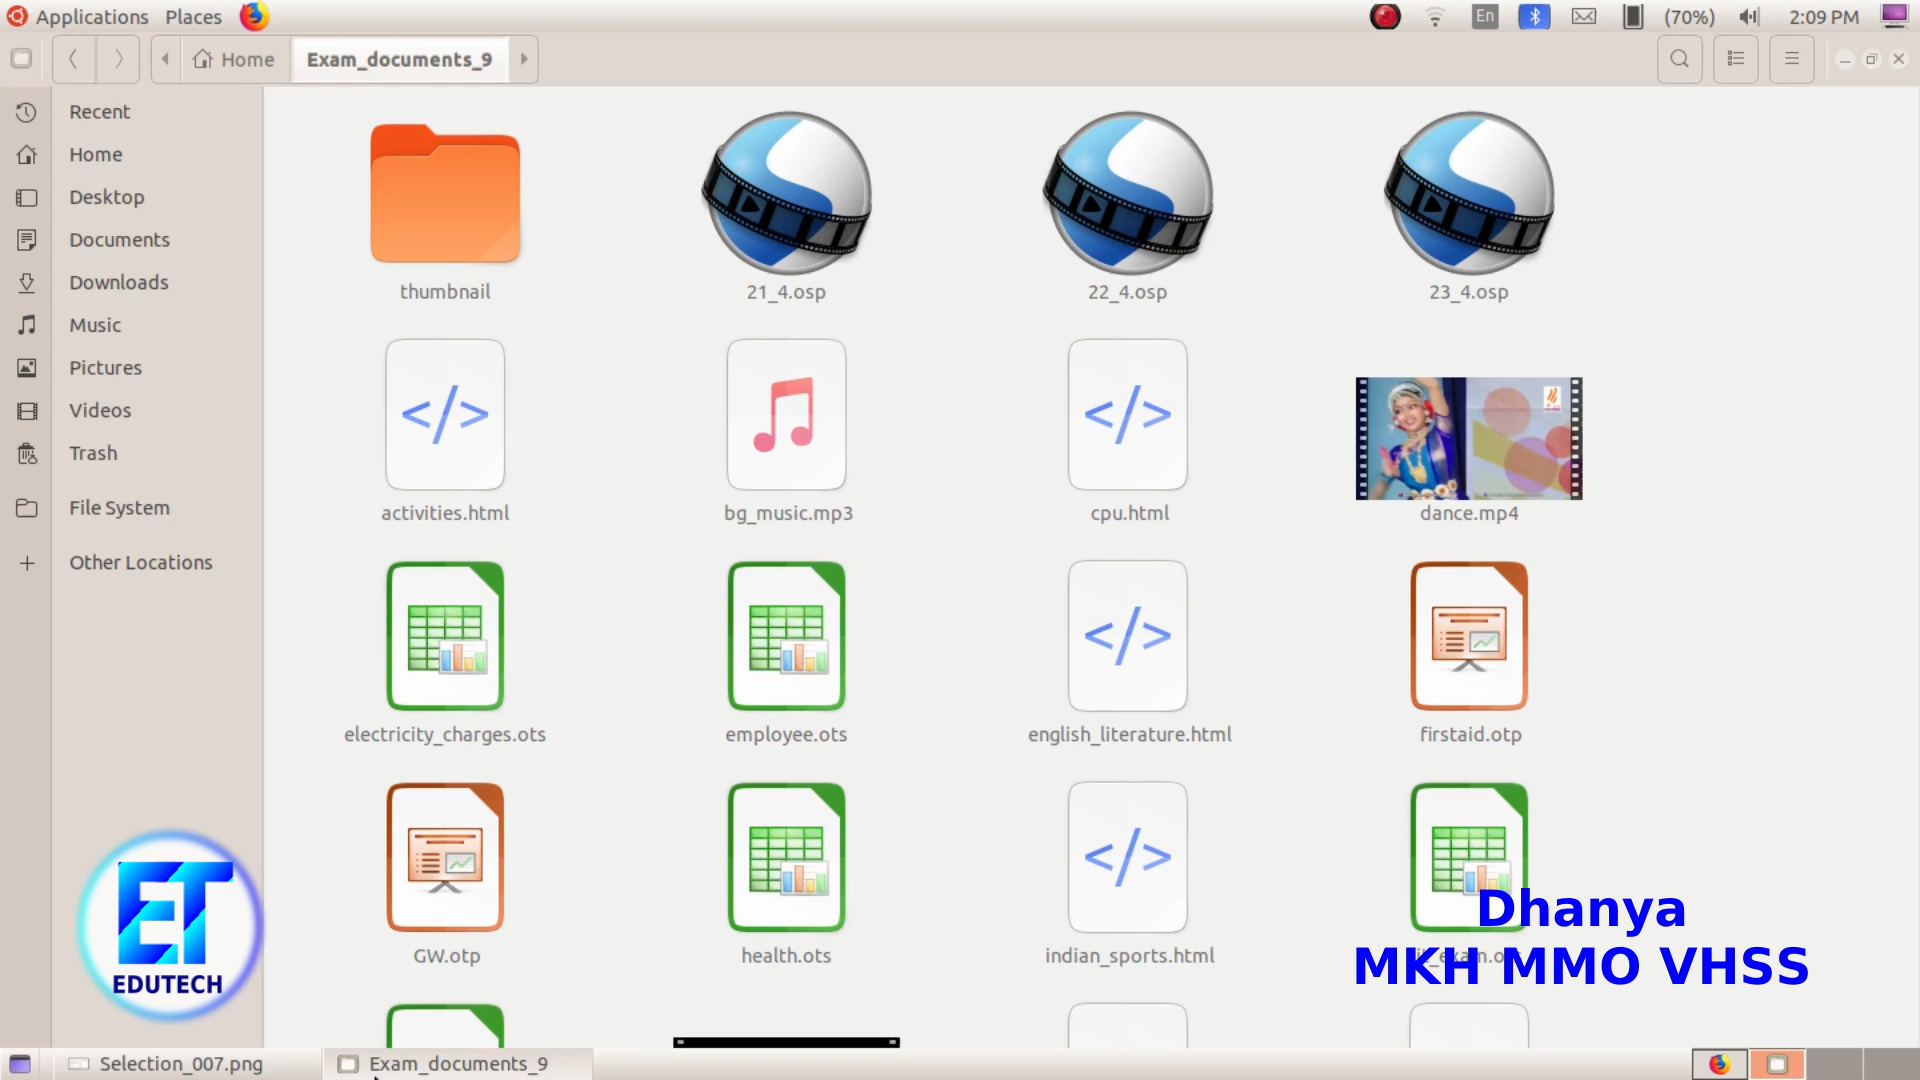 Applications Places En (70%) 2:09 PM
Home Exam_documents_9
Recent
Home
Desktop
Documents
Downloads
Music
Pictures
Videos
Trash
File System
Other Locations
thumbnail 21_4.osp 22_4.osp 23_4.osp
activities.html bg_music.mp3 cpu.html dance.mp4
electricity_charges.ots employee.ots english_literature.html firstaid.otp
GW.otp health.ots indian_sports.html
ET
EDUTECH
Dhanya
MKH MMO VHSS
Selection_007.png Exam_documents_9